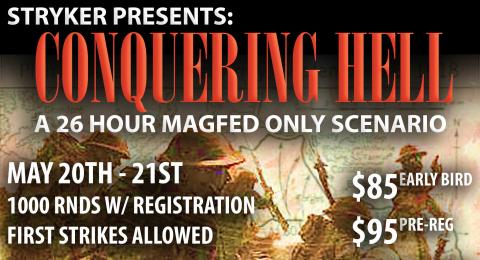 STRYKER PRESENTS:
CONQUERING HELL
A 26 HOUR MAGFED ONLY SCENARIO
MAY 20TH - 21ST
1000 RNDS W/ REGISTRATION
FIRST STRIKES ALLOWED
$85 EARLY BIRD
$95 PRE-REG